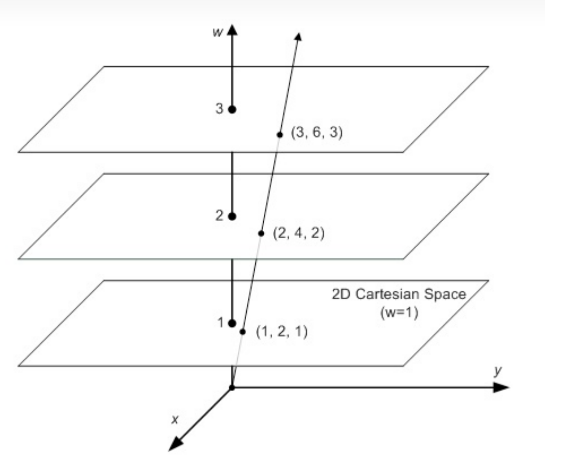 w
3
(3, 6, 3)
2
(2, 4, 2)
2D Cartesian Space
(w=1)
1
(1, 2, 1)
y
x